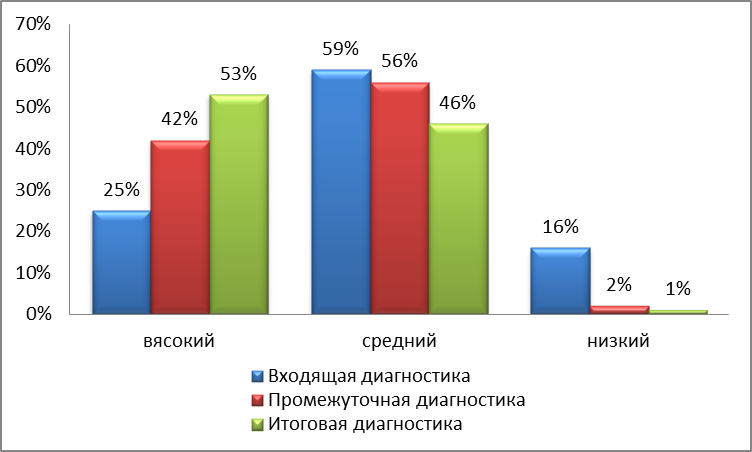 70%
60%
50%
40%
30%
20%
10%
0%
25%
42%
53%
59%
56%
46%
16%
2%
1%
вясокий
средний
низкий
Входящая диагностика
Промежуточная диагностика
Итоговая диагностика